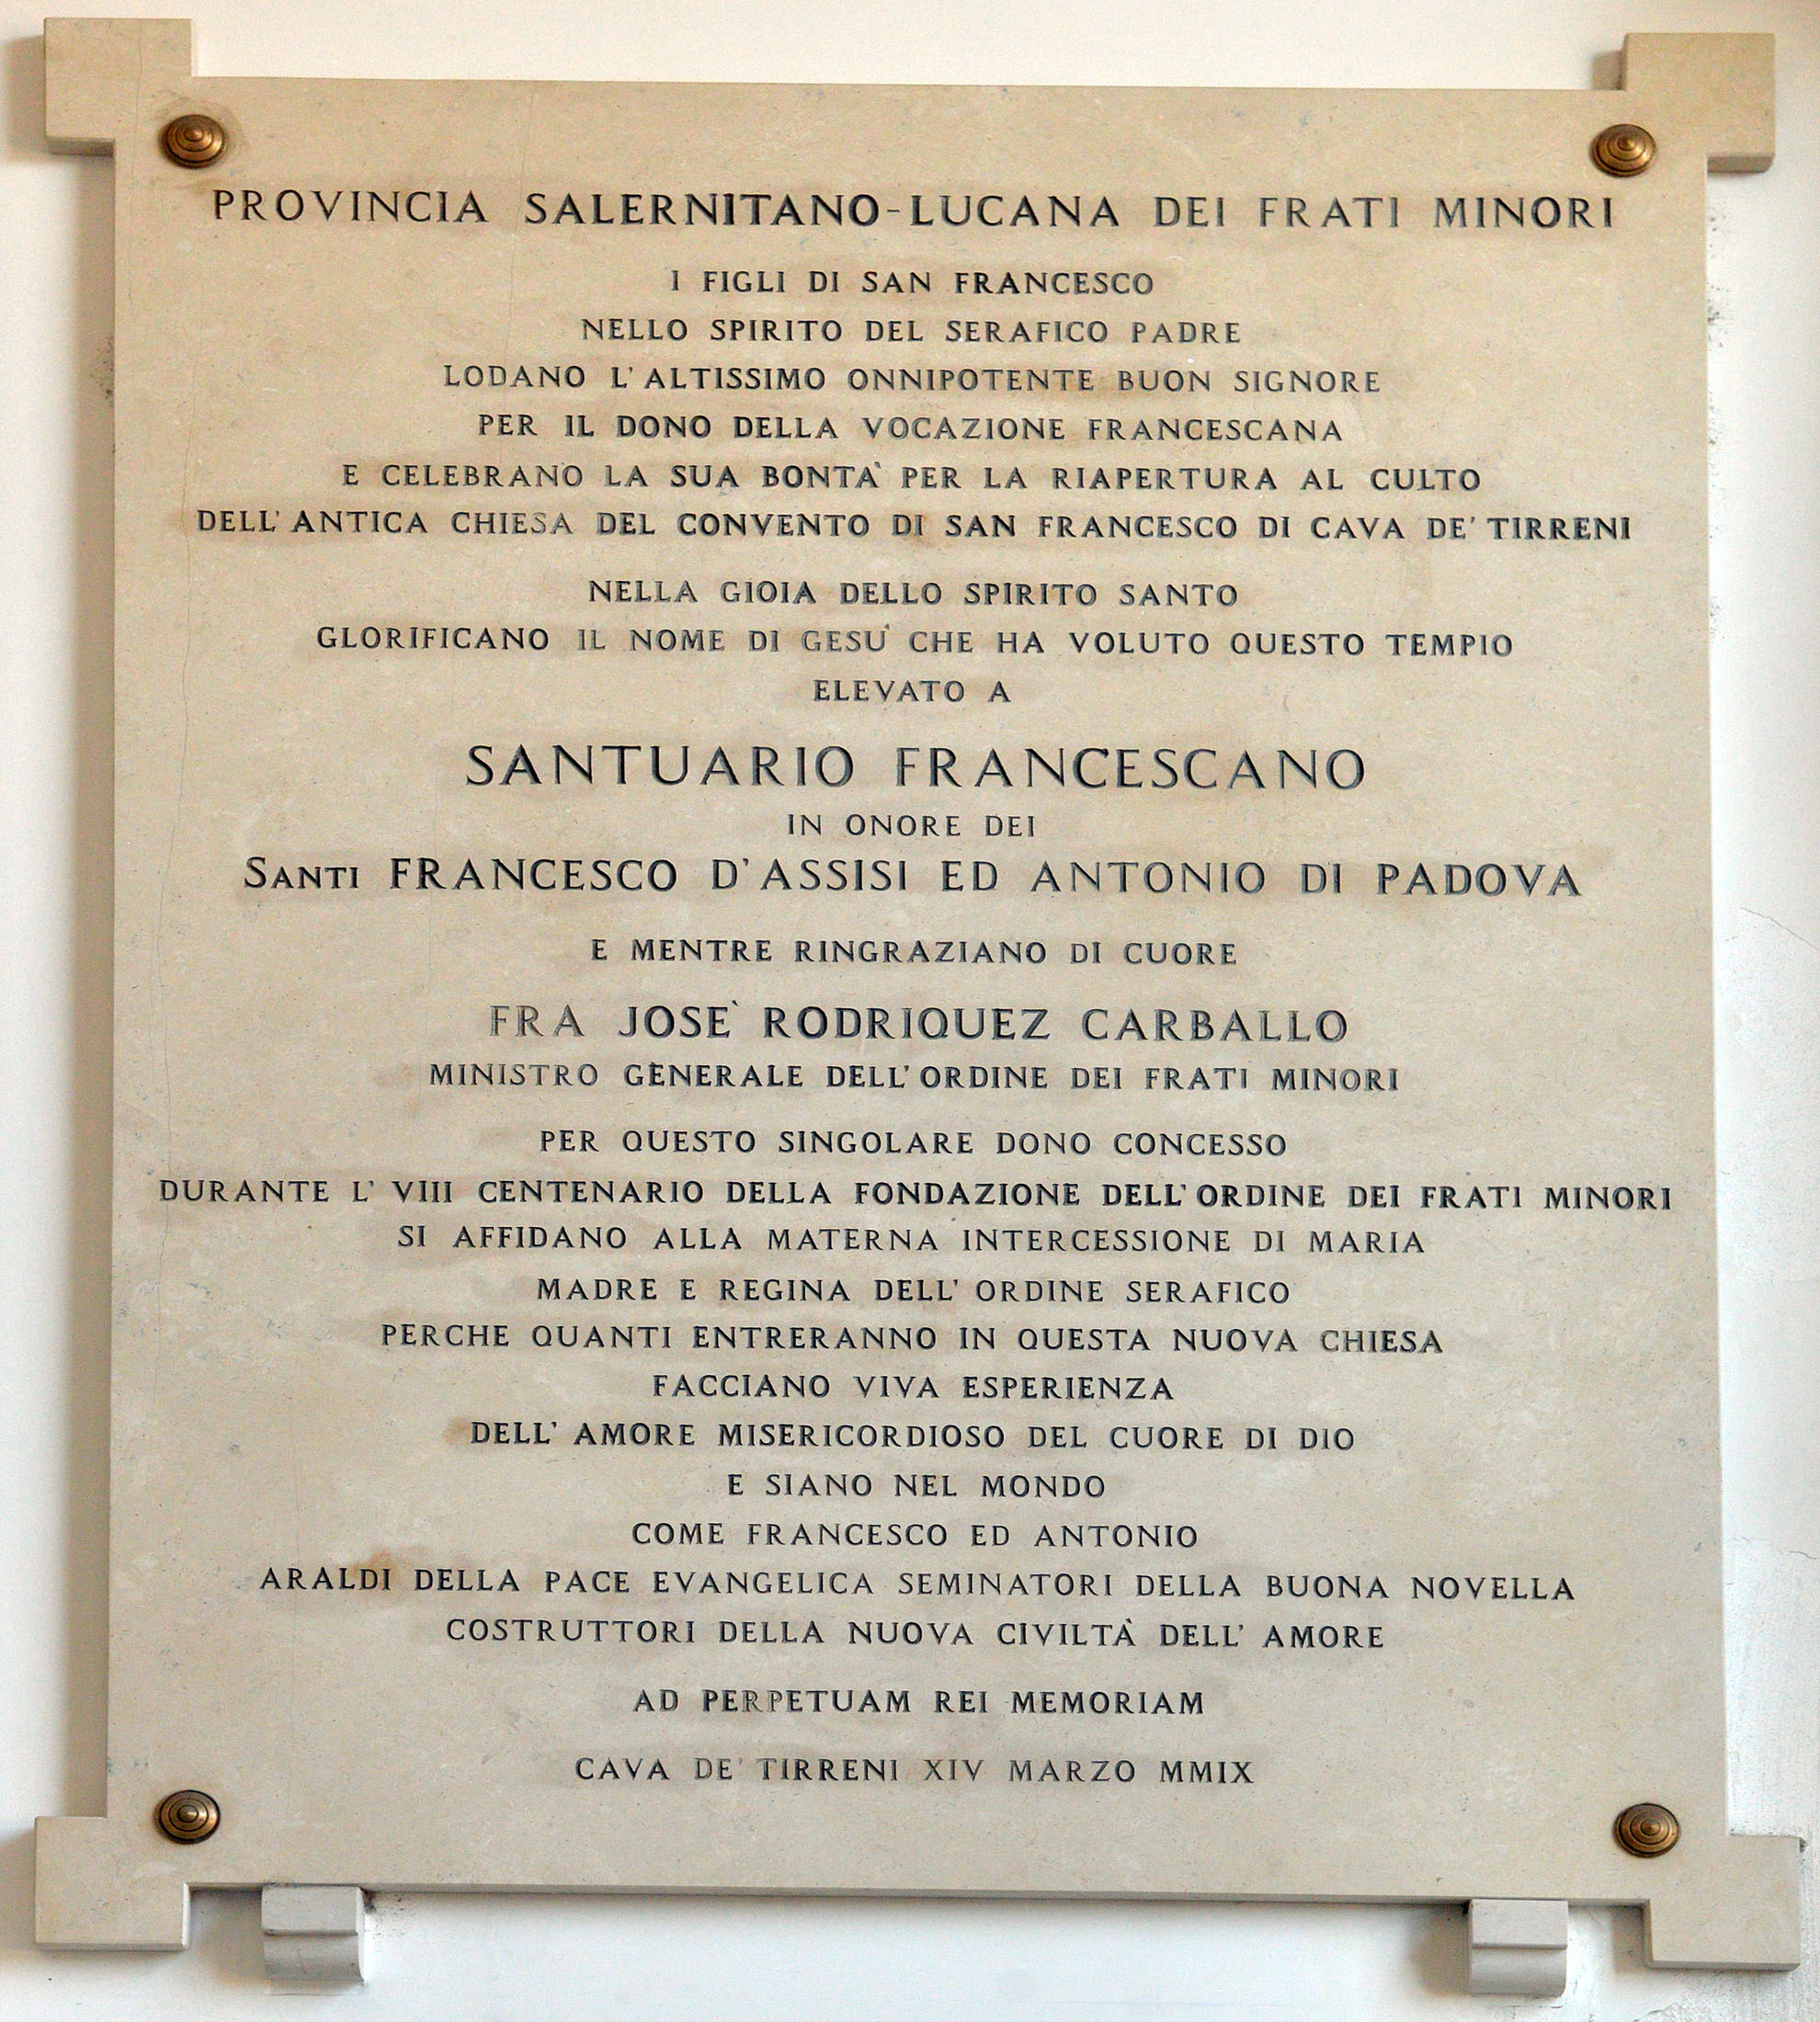 PROVINCIA SALERNITANO-LUCANA DEI FRATI MINORI
I FIGLI DI SAN FRANCESCO
NELLO SPIRITO DEL SERAFICO PADRE
LODANO L'ALTISSIMO ONNIPOTENTE BUON SIGNORE
PER IL DONO DELLA VOCAZIONE FRANCESCANA
E CELEBRANO LA SUA BONTA' PER LA RIAPERTURA AL CULTO
DELL'ANTICA CHIESA DEL CONVENTO DI SAN FRANCESCO DI CAVA DE' TIRRENI
NELLA GIOIA DELLO SPIRITO SANTO
GLORIFICANO IL NOME DI GESU' CHE HA VOLUTO QUESTO TEMPIO
ELEVATO A
SANTUARIO FRANCESCANO
IN ONORE DEI
SANTI FRANCESCO D'ASSISI ED ANTONIO DI PADOVA
E MENTRE RINGRAZIANO DI CUORE
FRA JOSE' RODRIQUEZ CARBALLO
MINISTRO GENERALE DELL'ORDINE DEI FRATI MINORI
PER QUESTO SINGOLARE DONO CONCESSO
DURANTE L' VIII CENTENARIO DELLA FONDAZIONE DELL'ORDINE DEI FRATI MINORI
SI AFFIDANO ALLA MATERNA INTERCESSIONE DI MARIA
MADRE E REGINA DELL' ORDINE SERAFICO
PERCHE QUANTI ENTRERANNO IN QUESTA NUOVA CHIESA
FACCIANO VIVA ESPERIENZA
DELL' AMORE MISERICORDIOSO DEL CUORE DI DIO
E SIANO NEL MONDO
COME FRANCESCO ED ANTONIO
ARALDI DELLA PACE EVANGELICA SEMINATORI DELLA BUONA NOVELLA
COSTRUTTORI DELLA NUOVA CIVILTÀ DELL' AMORE
AD PERPETUAM REI MEMORIAM
CAVA DE' TIRRENI XIV MARZO MMIX